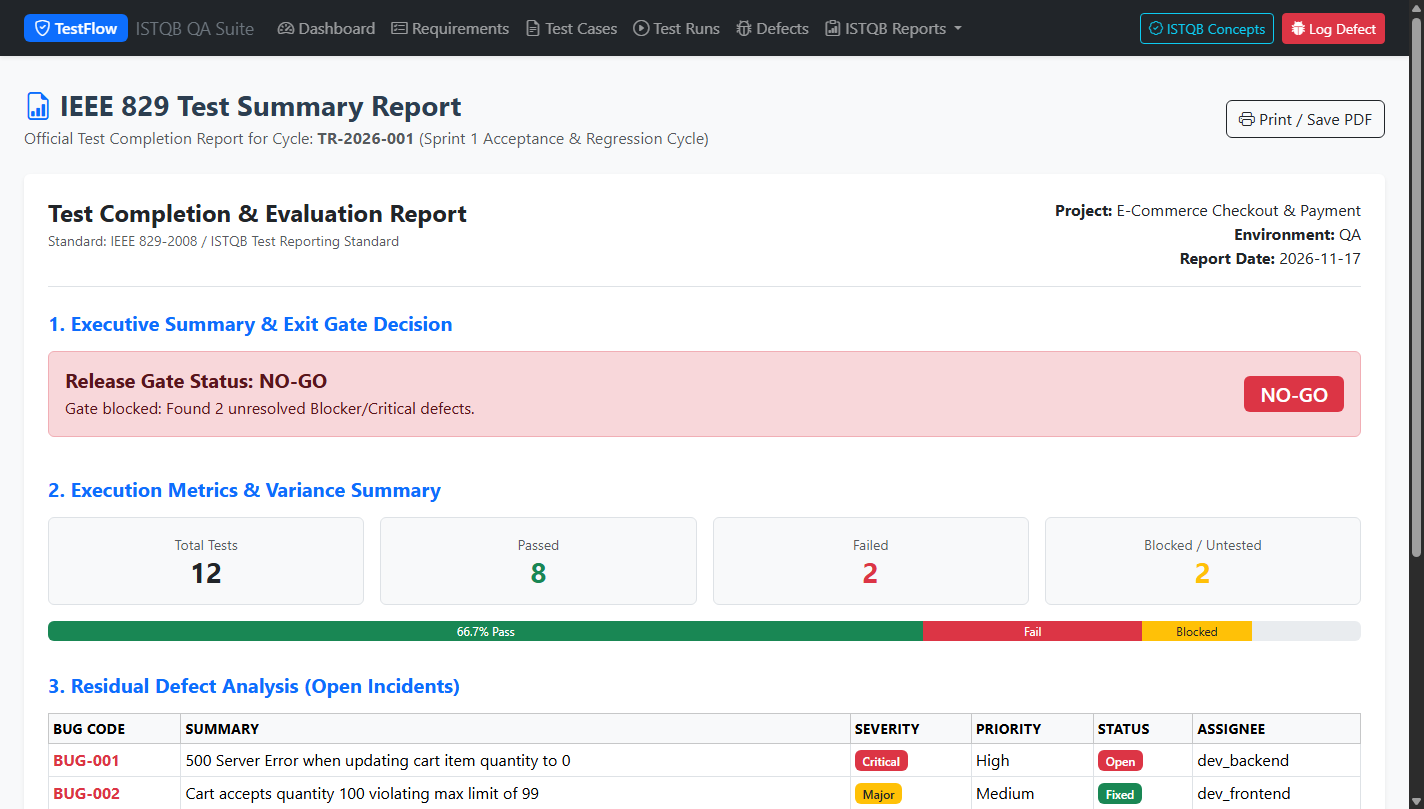 TestFlow ISTQB QA Suite Dashboard Requirements Test Cases Test Runs Defects ISTQB Reports ISTQB Concepts Log Defect
IEEE 829 Test Summary Report
Official Test Completion Report for Cycle: TR-2026-001 (Sprint 1 Acceptance & Regression Cycle)
Print / Save PDF
Test Completion & Evaluation Report
Standard: IEEE 829-2008 / ISTQB Test Reporting Standard
Project: E-Commerce Checkout & Payment
Environment: QA
Report Date: 2026-11-17
1. Executive Summary & Exit Gate Decision
Release Gate Status: NO-GO
Gate blocked: Found 2 unresolved Blocker/Critical defects.
NO-GO
2. Execution Metrics & Variance Summary
Total Tests
12
Passed
8
Failed
2
Blocked / Untested
2
66.7% Pass Fail Blocked
3. Residual Defect Analysis (Open Incidents)
BUG CODE SUMMARY SEVERITY PRIORITY STATUS ASSIGNEE
BUG-001 500 Server Error when updating cart item quantity to 0 Critical High Open dev_backend
BUG-002 Cart accepts quantity 100 violating max limit of 99 Major Medium Fixed dev_frontend